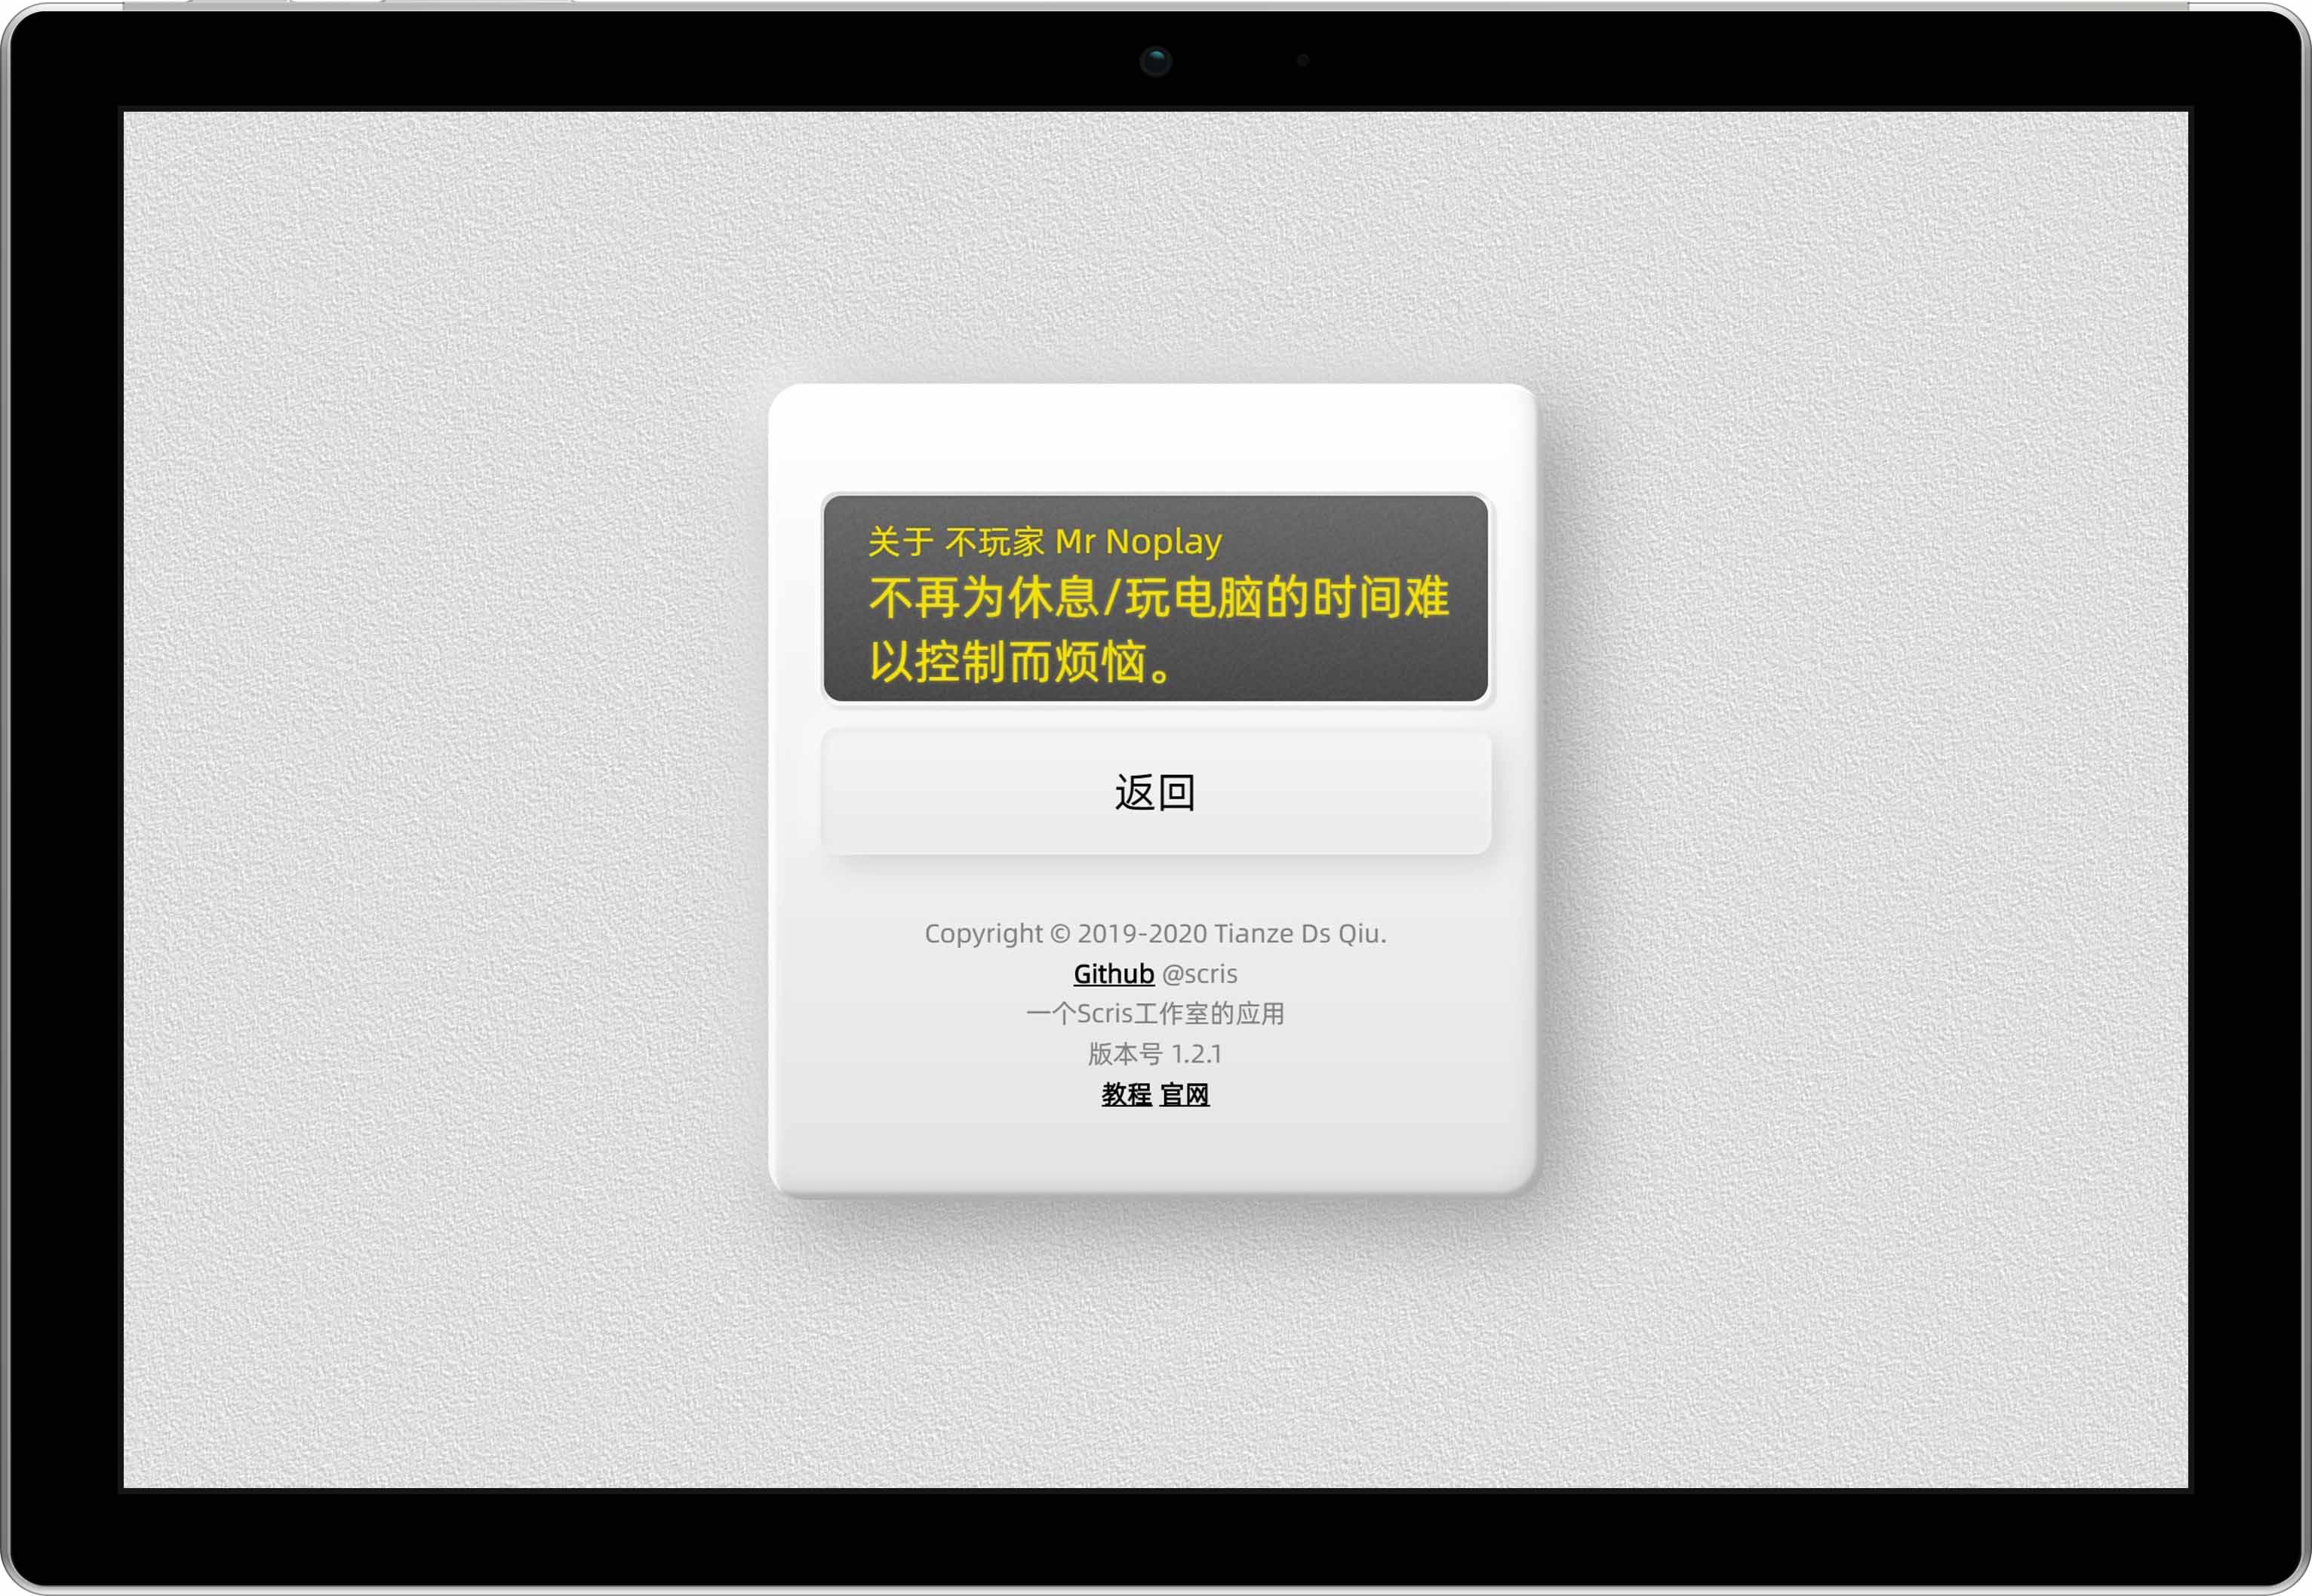 关于 不玩家 Mr Noplay
不再为休息/玩电脑的时间难
以控制而烦恼。
返回
Copyright © 2019-2020 Tianze Ds Qiu.
Github @scris
一个Scris工作室的应用
版本号 1.2.1
教程 官网